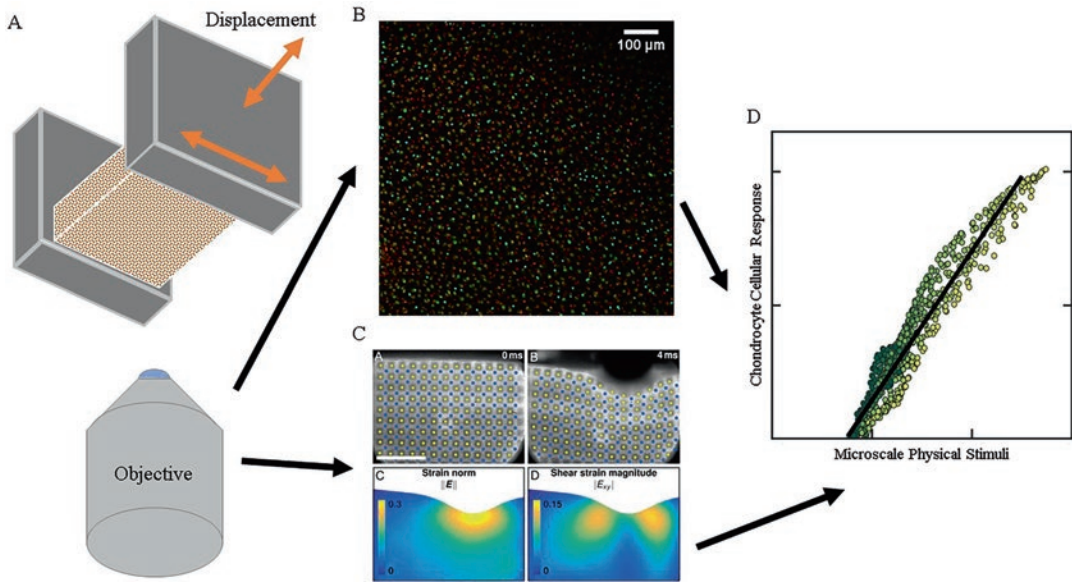 A
Displacement
Objective
B
100 µm
C
A
0 ms
B
4 ms
C
Strain norm
||E||
0.3
0
D
Shear strain magnitude
|Exy|
0.15
0
D
Chondrocyte Cellular Response
Microscale Physical Stimuli